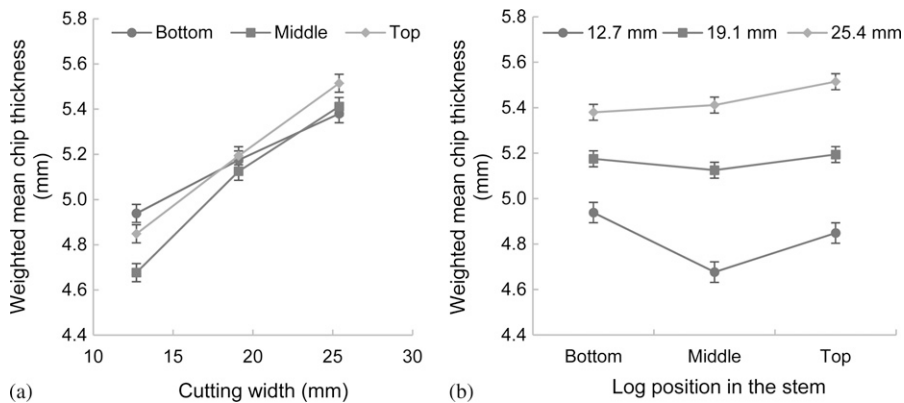 Bottom Middle Top
Weighted mean chip thickness
(mm)
5.8
5.6
5.4
5.2
5.0
4.8
4.6
4.4
10 15 20 25 30
(a) Cutting width (mm)
12.7 mm 19.1 mm 25.4 mm
Weighted mean chip thickness
(mm)
5.8
5.6
5.4
5.2
5.0
4.8
4.6
4.4
Bottom Middle Top
(b) Log position in the stem